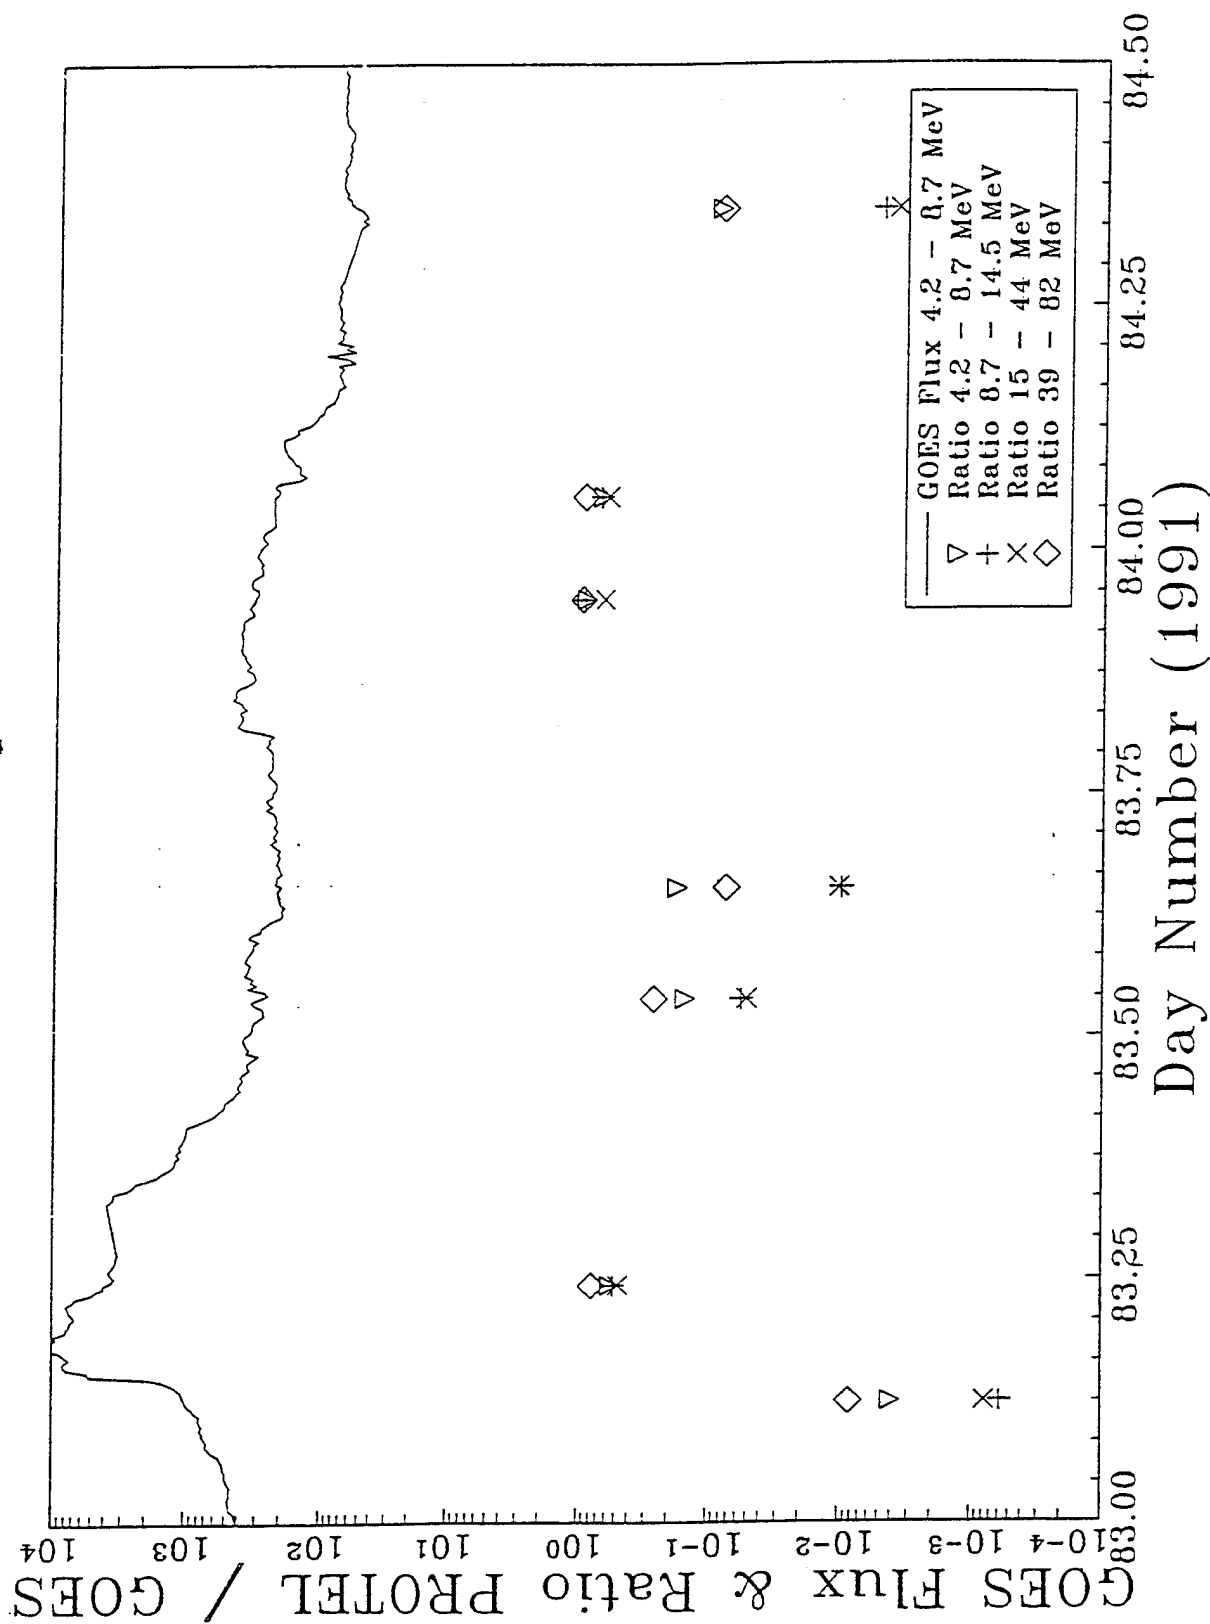 GOES Flux & Ratio PROTEL / GOES
104
103
102
101
100
10-1
10-2
10-3
10-4
83.00
83.25
83.50
83.75
84.00
84.25
84.50
Day Number (1991)
GOES Flux 4.2 - 8.7 MeV
Ratio 4.2 - 8.7 MeV
Ratio 8.7 - 14.5 MeV
Ratio 15 - 44 MeV
Ratio 39 - 82 MeV